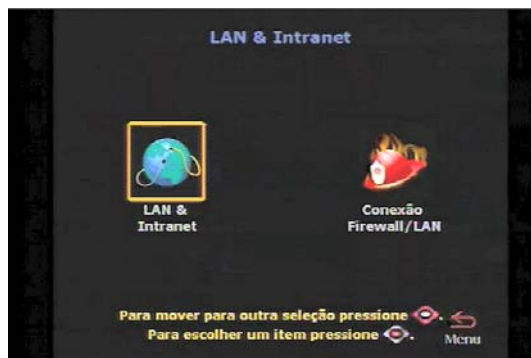 LAN & Intranet
LAN &
Intranet
Conexão
Firewall/LAN
Para mover para outra seleção pressione .
Para escolher um item pressione .
Menu